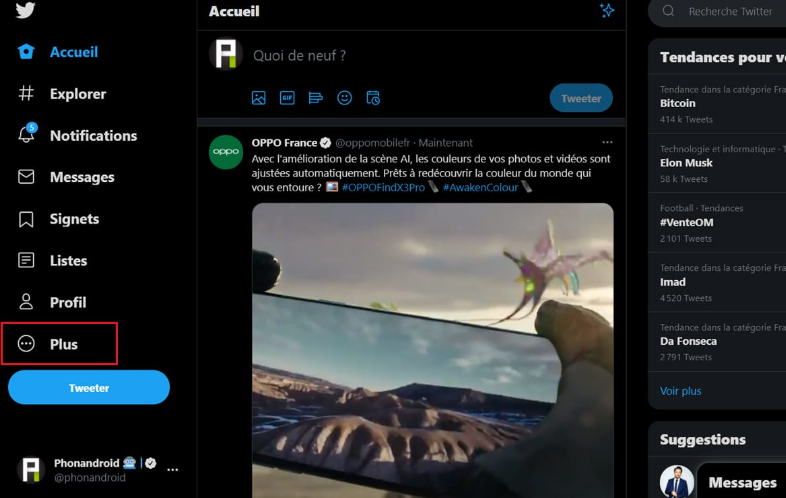 Accueil
Explorer
5
Notifications
Messages
Signets
Listes
Profil
Plus
Tweeter
Phonandroid
@phonandroid
Accueil
Quoi de neuf ?
GIF
Tweeter
oppo
OPPO France @oppomobilefr · Maintenant
Avec l'amélioration de la scène AI, les couleurs de vos photos et vidéos sont
ajustées automatiquement. Prêts à redécouvrir la couleur du monde qui
vous entoure ? #OPPOFindX3Pro #AwakenColour
Recherche Twitter
Tendances pour v
Tendance dans la catégorie Fra
Bitcoin
414 k Tweets
Technologie et informatique · T
Elon Musk
58 k Tweets
Football · Tendances
#VenteOM
2 101 Tweets
Tendance dans la catégorie Fra
Imad
4 520 Tweets
Tendance dans la catégorie Fra
Da Fonseca
2 791 Tweets
Voir plus
Suggestions
Messages